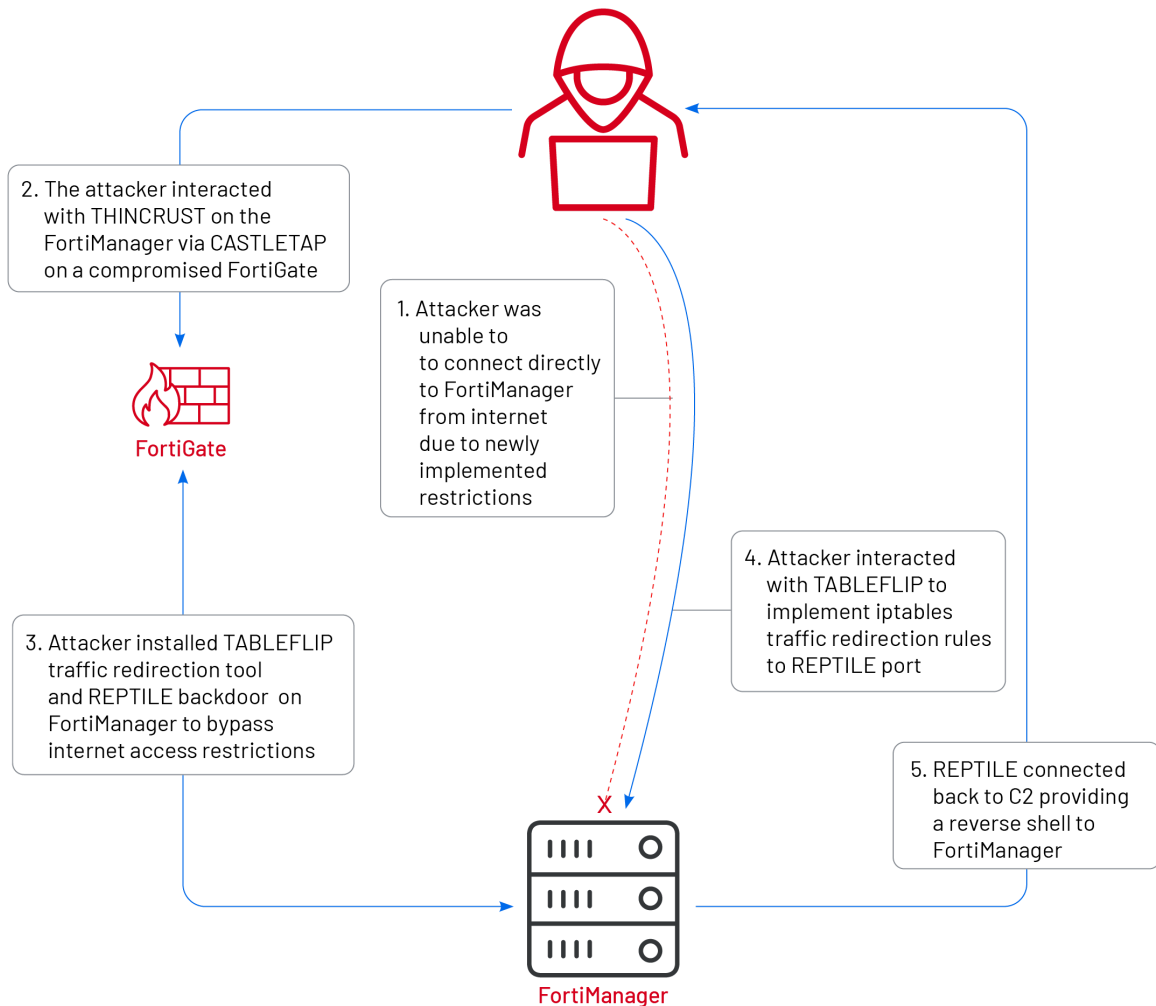 2. The attacker interacted
with THINCRUST on the
FortiManager via CASTLETAP
on a compromised FortiGate
1. Attacker was
unable to
to connect directly
to FortiManager
from internet
due to newly
implemented
restrictions
FortiGate
4. Attacker interacted
with TABLEFLIP to
implement iptables
traffic redirection rules
to REPTILE port
3. Attacker installed TABLEFLIP
traffic redirection tool
and REPTILE backdoor on
FortiManager to bypass
internet access restrictions
5. REPTILE connected
back to C2 providing
a reverse shell to
FortiManager
X
FortiManager